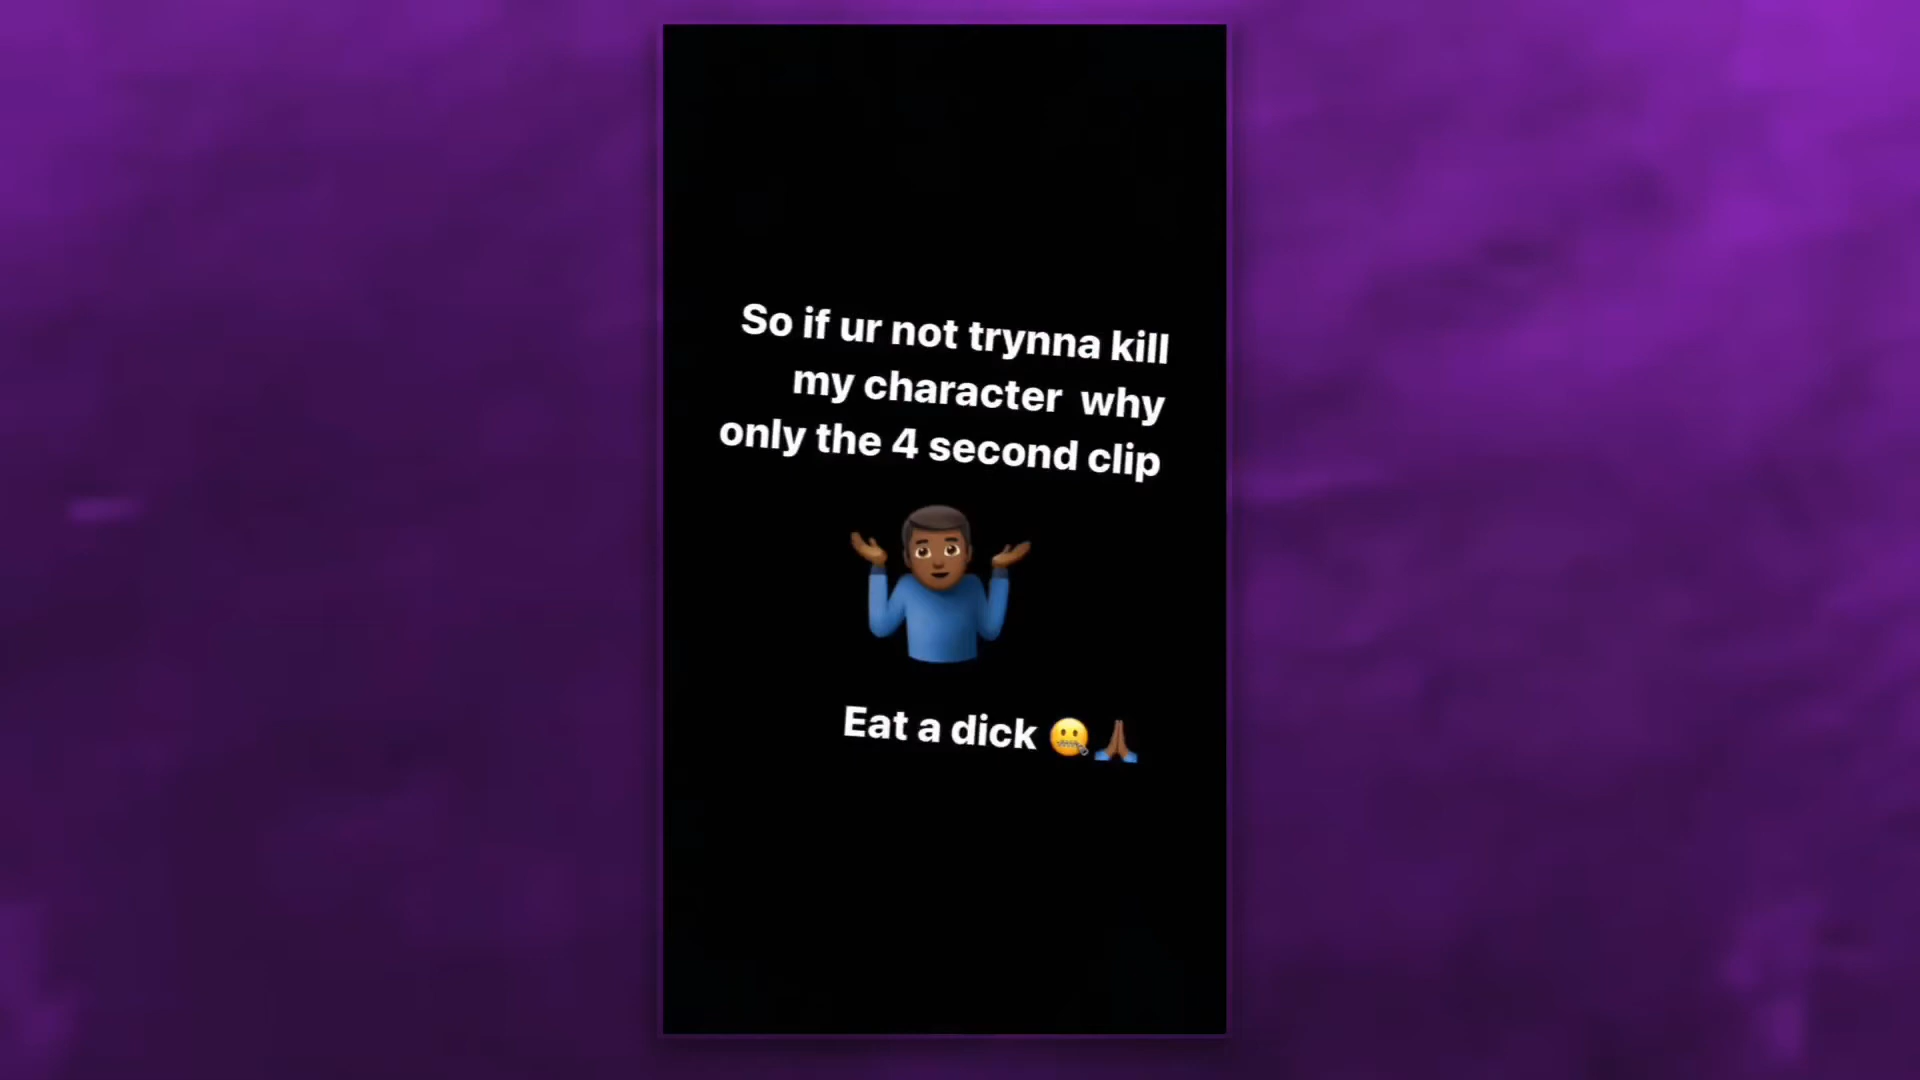 So if ur not trynna kill
my character why
only the 4 second clip
Eat a dick 🤐🙏🏾